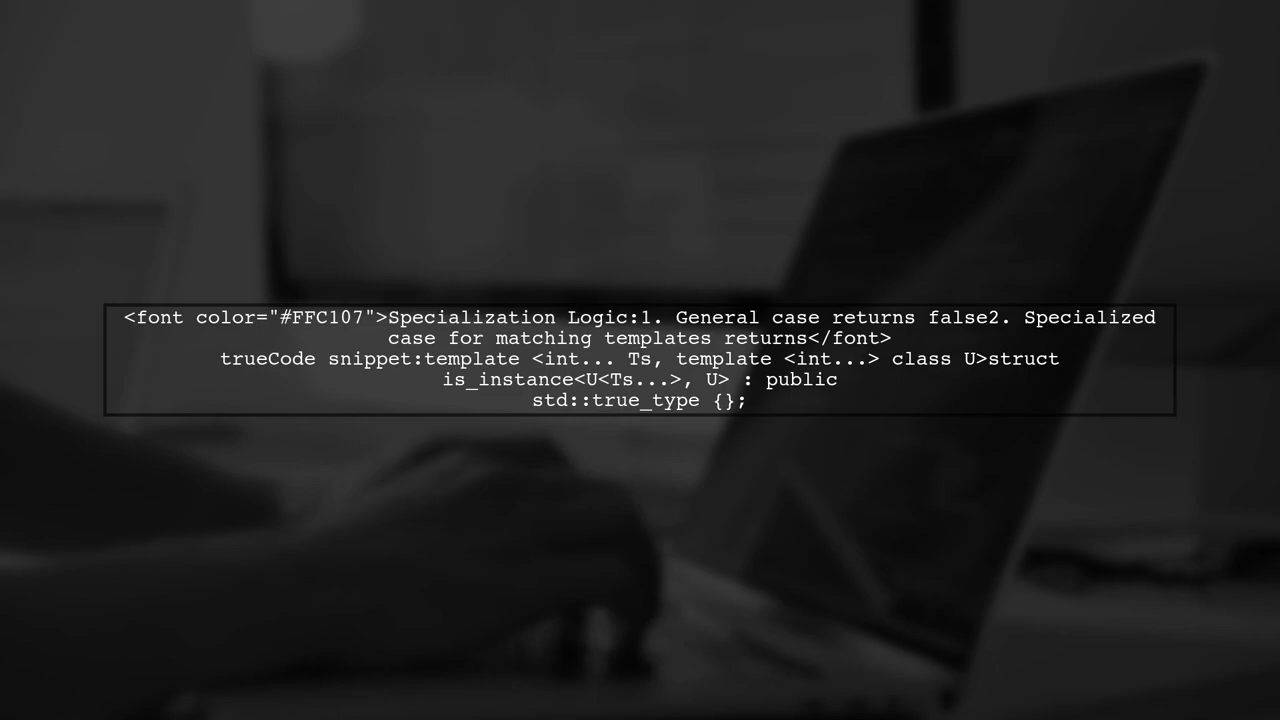 <font color="#FFC107">Specialization Logic:1. General case returns false2. Specialized
case for matching templates returns</font>
trueCode snippet:template <int... Ts, template <int...> class U>struct
is_instance<U<Ts...>, U> : public
std::true_type {};